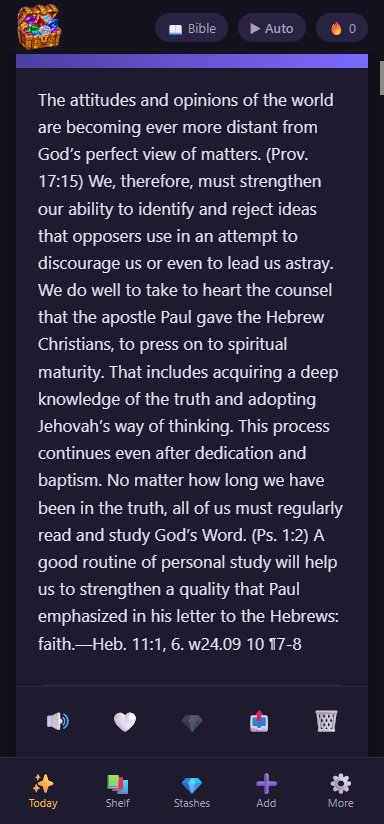 Bible
Auto
0
The attitudes and opinions of the world
are becoming ever more distant from
God’s perfect view of matters. (Prov.
17:15) We, therefore, must strengthen
our ability to identify and reject ideas
that opposers use in an attempt to
discourage us or even to lead us astray.
We do well to take to heart the counsel
that the apostle Paul gave the Hebrew
Christians, to press on to spiritual
maturity. That includes acquiring a deep
knowledge of the truth and adopting
Jehovah’s way of thinking. This process
continues even after dedication and
baptism. No matter how long we have
been in the truth, all of us must regularly
read and study God’s Word. (Ps. 1:2) A
good routine of personal study will help
us to strengthen a quality that Paul
emphasized in his letter to the Hebrews:
faith.—Heb. 11:1, 6. w24.09 10 ¶7-8
Today
Shelf
Stashes
Add
More